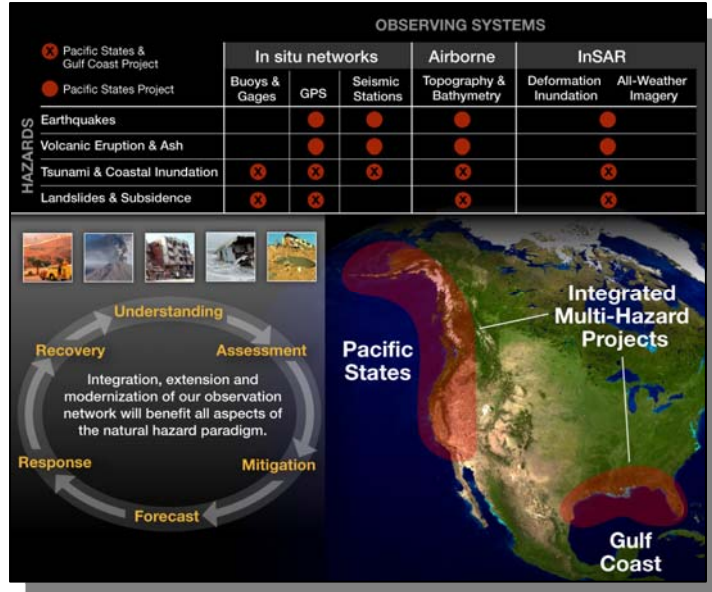 OBSERVING SYSTEMS
Pacific States &
Gulf Coast Project
Pacific States Project
In situ networks
Airborne
InSAR
Buoys &
Gages
GPS
Seismic
Stations
Topography &
Bathymetry
Deformation
Inundation
All-Weather
Imagery
HAZARDS
Earthquakes
Volcanic Eruption & Ash
Tsunami & Coastal Inundation
Landslides & Subsidence
Understanding
Recovery
Assessment
Integration, extension and
modernization of our observation
network will benefit all aspects of
the natural hazard paradigm.
Response
Mitigation
Forecast
Integrated
Multi-Hazard
Projects
Pacific
States
Gulf
Coast